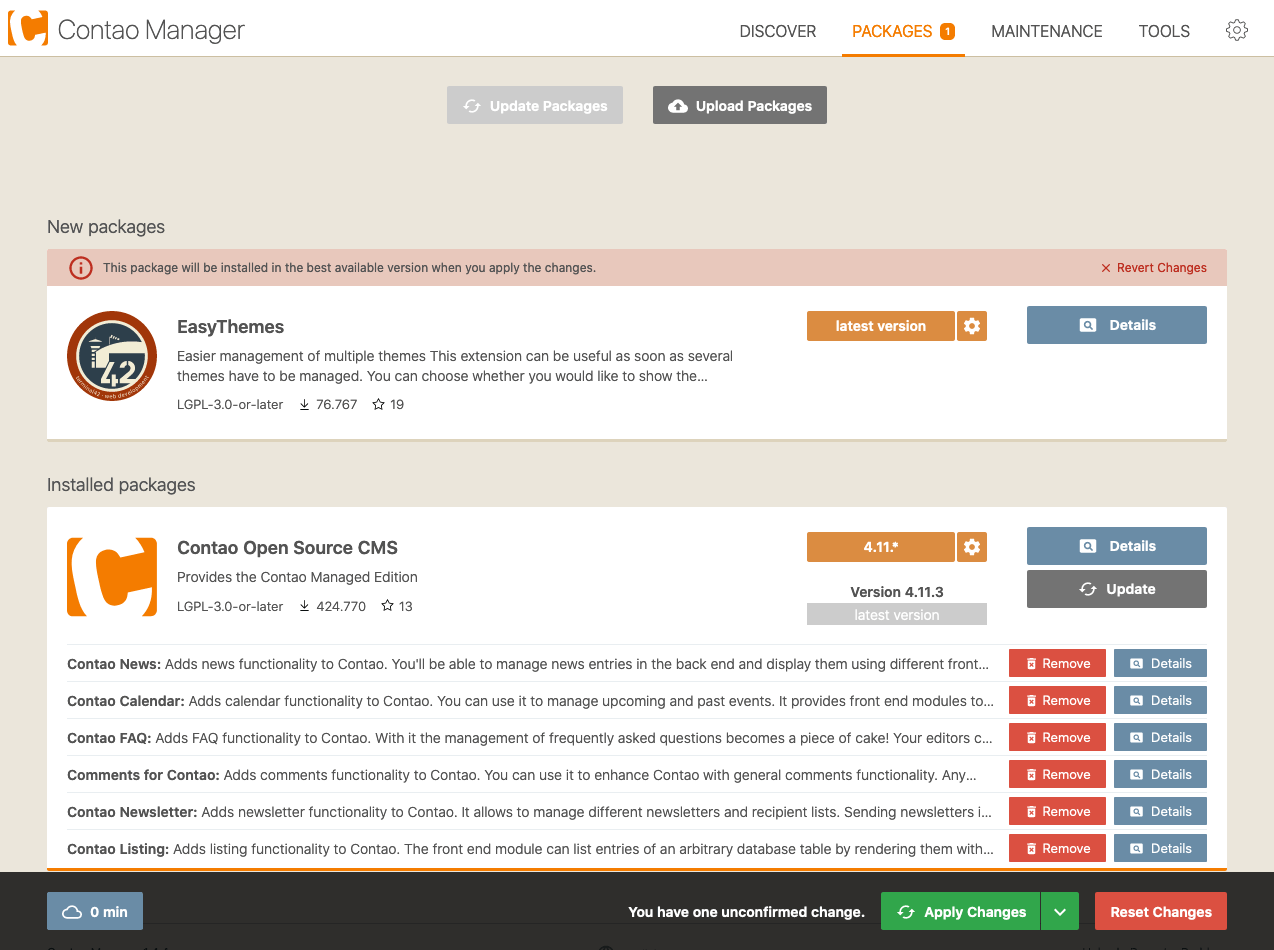 Contao Manager
DISCOVER
PACKAGES 1
MAINTENANCE
TOOLS
Update Packages
Upload Packages
New packages
This package will be installed in the best available version when you apply the changes.
Revert Changes
42
terminal42 · web development
EasyThemes
Easier management of multiple themes This extension can be useful as soon as several
themes have to be managed. You can choose whether you would like to show the...
LGPL-3.0-or-later 76.767 19
latest version
Details
Installed packages
Contao Open Source CMS
Provides the Contao Managed Edition
LGPL-3.0-or-later 424.770 13
4.11.*
Version 4.11.3
latest version
Details
Update
Contao News: Adds news functionality to Contao. You'll be able to manage news entries in the back end and display them using different front... Remove Details
Contao Calendar: Adds calendar functionality to Contao. You can use it to manage upcoming and past events. It provides front end modules to... Remove Details
Contao FAQ: Adds FAQ functionality to Contao. With it the management of frequently asked questions becomes a piece of cake! Your editors c... Remove Details
Comments for Contao: Adds comments functionality to Contao. You can use it to enhance Contao with general comments functionality. Any... Remove Details
Contao Newsletter: Adds newsletter functionality to Contao. It allows to manage different newsletters and recipient lists. Sending newsletters i... Remove Details
Contao Listing: Adds listing functionality to Contao. The front end module can list entries of an arbitrary database table by rendering them with... Remove Details
0 min
You have one unconfirmed change.
Apply Changes
Reset Changes